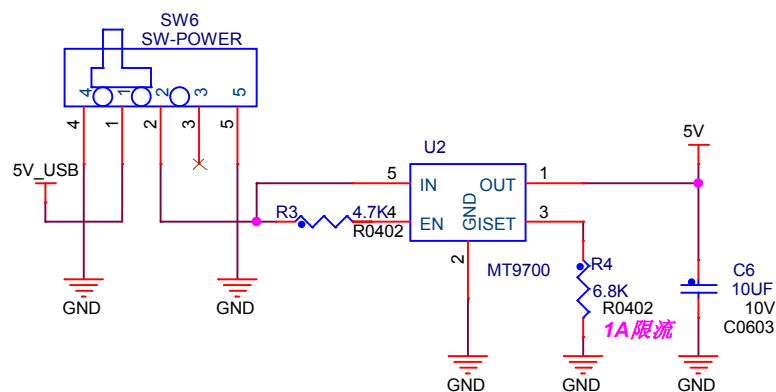 SW6
SW-POWER
4 1 2 3 5
4 1 2 3 5
5V_USB
GND
GND
R3
4.7K
R0402
U2
5 IN OUT 1
4 EN GND ISET 3
2
MT9700
R4
6.8K
R0402
1A限流
5V
C6
10UF
10V
C0603
GND
GND
GND